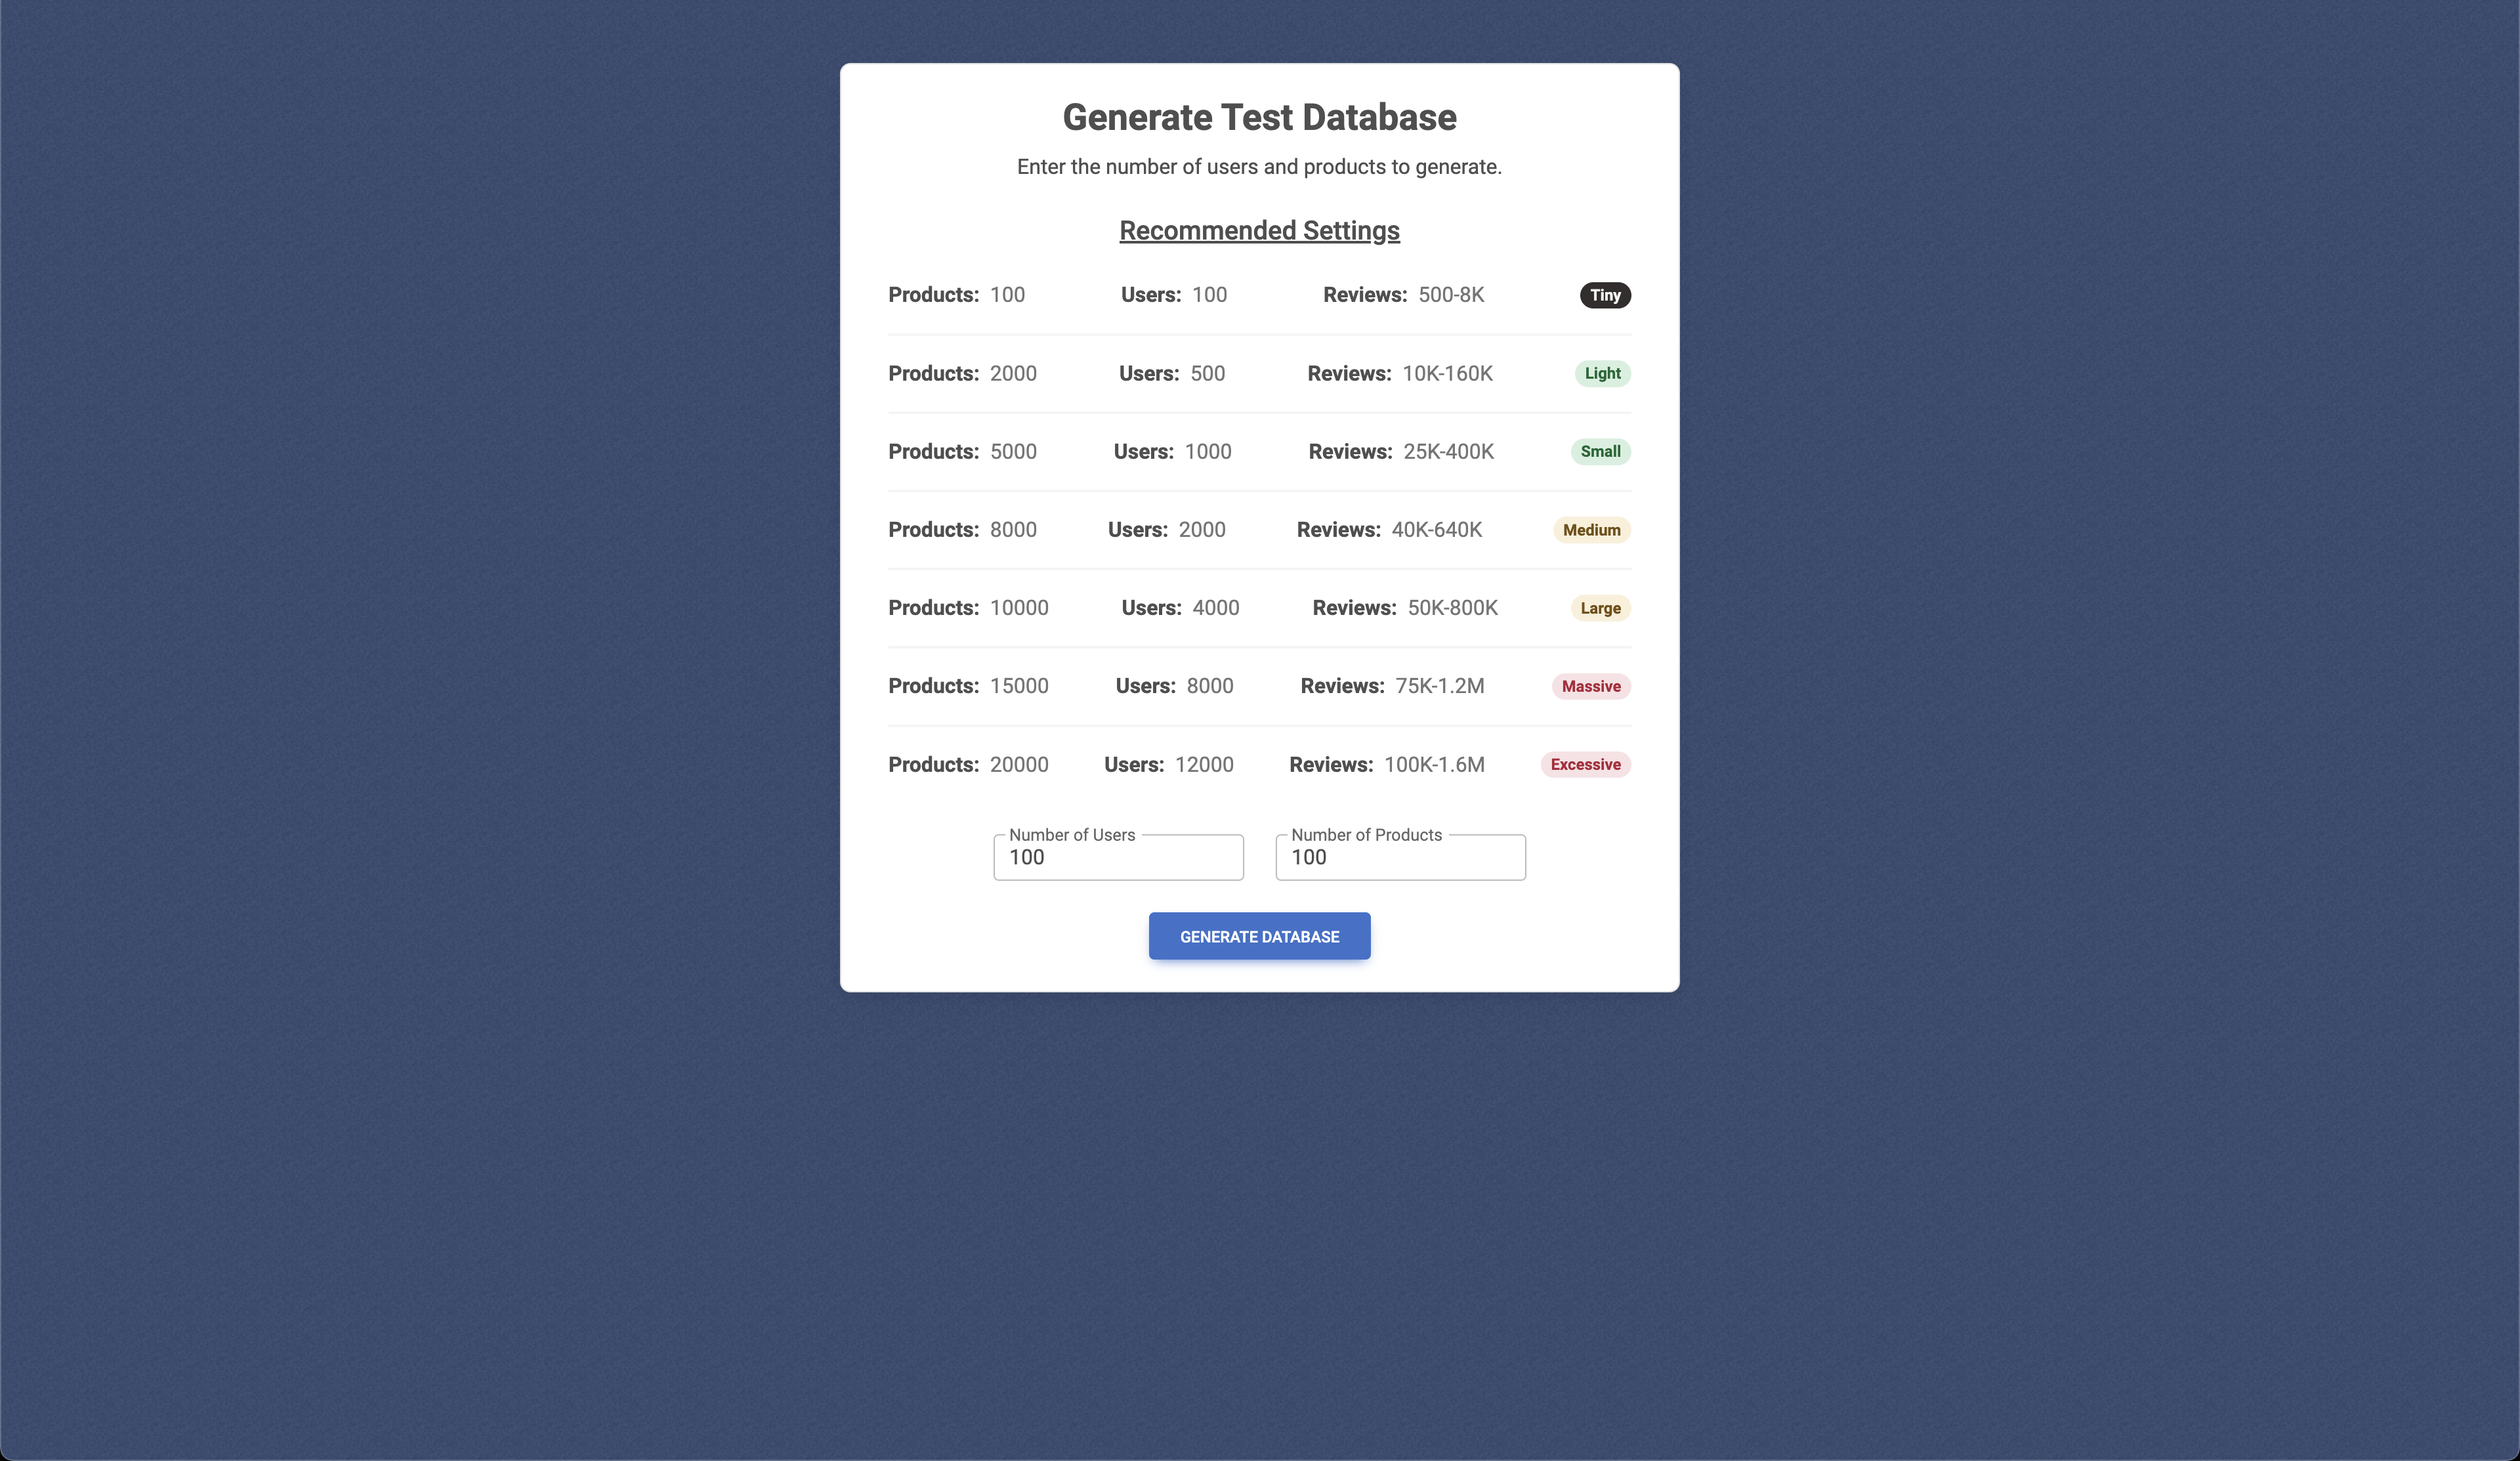 Generate Test Database
Enter the number of users and products to generate.
Recommended Settings
Products: 100 Users: 100 Reviews: 500-8K Tiny
Products: 2000 Users: 500 Reviews: 10K-160K Light
Products: 5000 Users: 1000 Reviews: 25K-400K Small
Products: 8000 Users: 2000 Reviews: 40K-640K Medium
Products: 10000 Users: 4000 Reviews: 50K-800K Large
Products: 15000 Users: 8000 Reviews: 75K-1.2M Massive
Products: 20000 Users: 12000 Reviews: 100K-1.6M Excessive
Number of Users Number of Products
100 100
GENERATE DATABASE